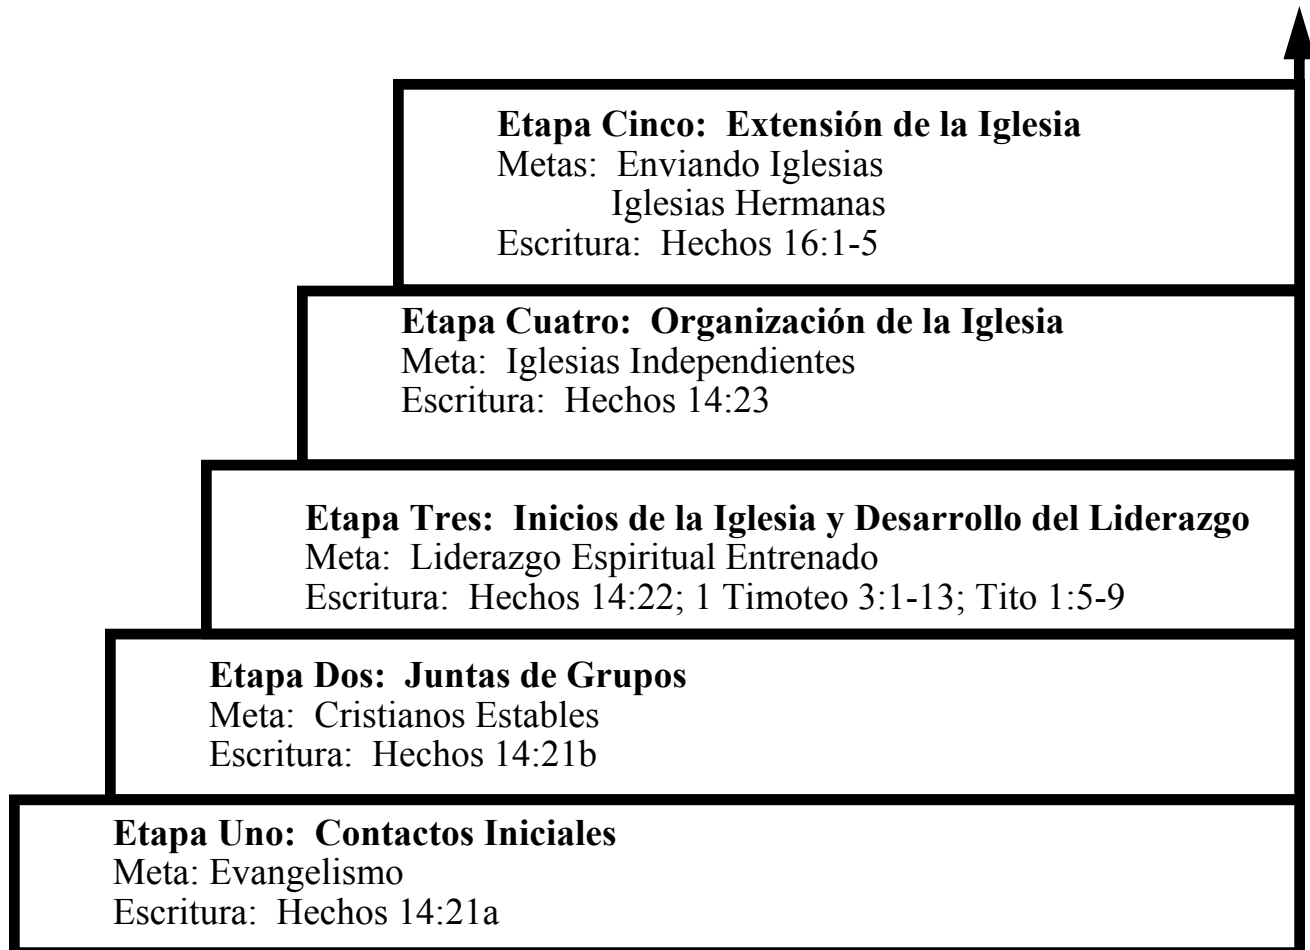 Etapa Cinco:  Extensión de la Iglesia
Metas:  Enviando Iglesias
Iglesias Hermanas
Escritura:  Hechos 16:1-5
Etapa Cuatro:  Organización de la Iglesia
Meta:  Iglesias Independientes
Escritura:  Hechos 14:23
Etapa Tres:  Inicios de la Iglesia y Desarrollo del Liderazgo
Meta:  Liderazgo Espiritual Entrenado
Escritura:  Hechos 14:22; 1 Timoteo 3:1-13; Tito 1:5-9
Etapa Dos:  Juntas de Grupos
Meta:  Cristianos Estables
Escritura:  Hechos 14:21b
Etapa Uno:  Contactos Iniciales
Meta: Evangelismo
Escritura:  Hechos 14:21a